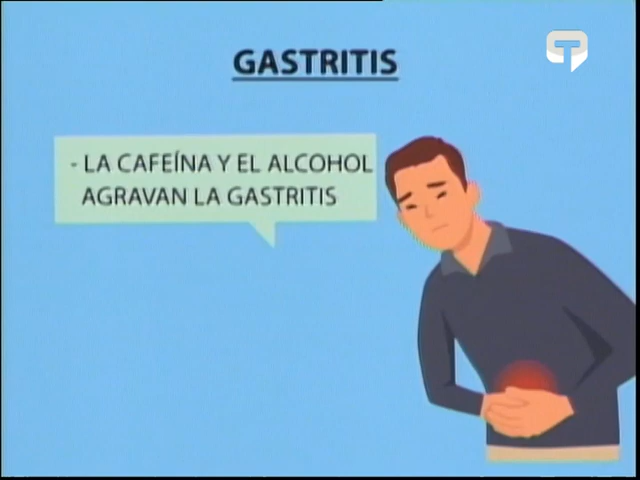 GASTRITIS
- LA CAFEÍNA Y EL ALCOHOL
AGRAVAN LA GASTRITIS